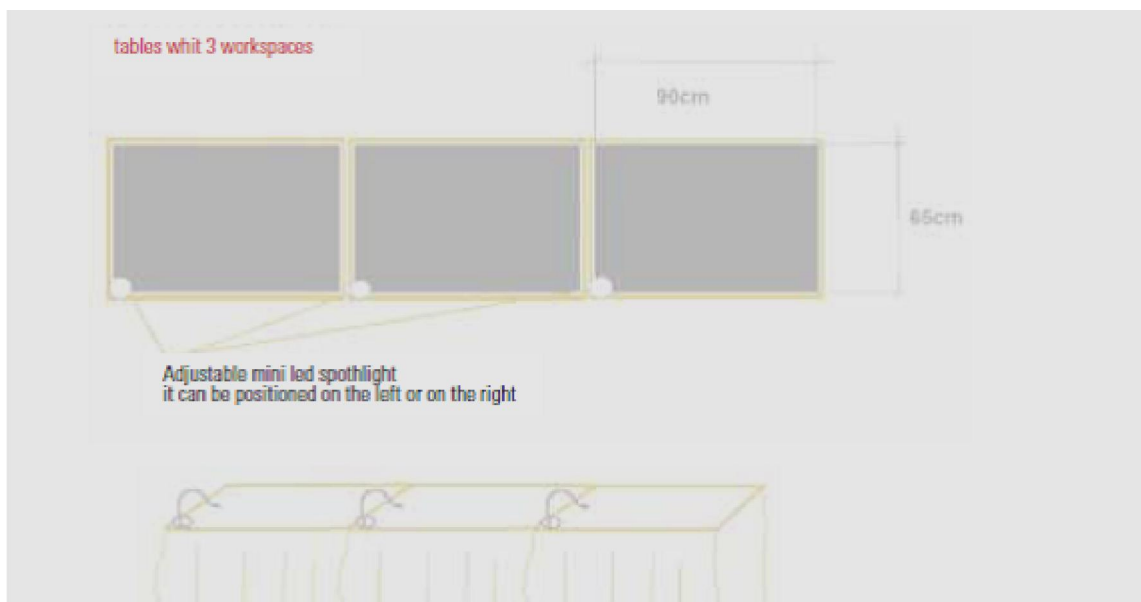 tables whit 3 workspaces
90cm
65cm
Adjustable mini led spothlight
it can be positioned on the left or on the right